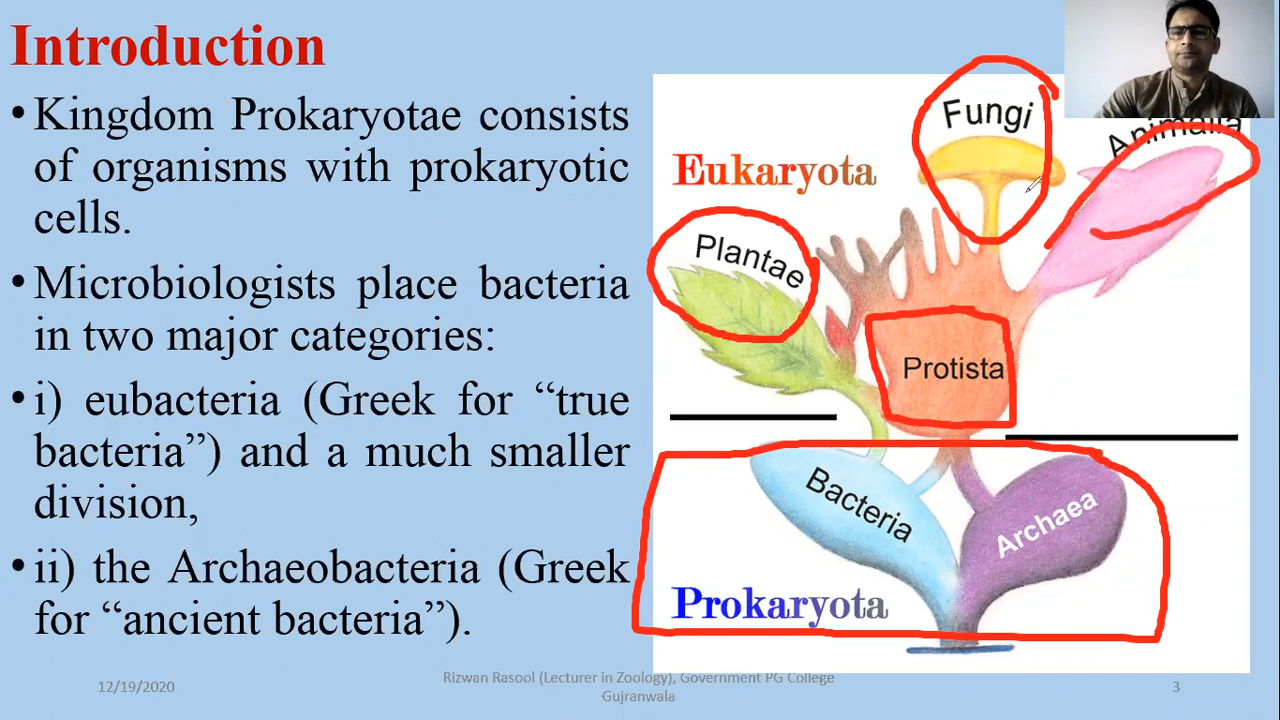 Introduction
•Kingdom Prokaryotae consists
of organisms with prokaryotic
cells.
•Microbiologists place bacteria
in two major categories:
•i) eubacteria (Greek for “true
bacteria”) and a much smaller
division,
•ii) the Archaeobacteria (Greek
for “ancient bacteria”).
Fungi
Animalia
Eukaryota
Plantae
Protista
Bacteria
Archaea
Prokaryota
12/19/2020
Rizwan Rasool (Lecturer in Zoology), Government PG College
Gujranwala
3